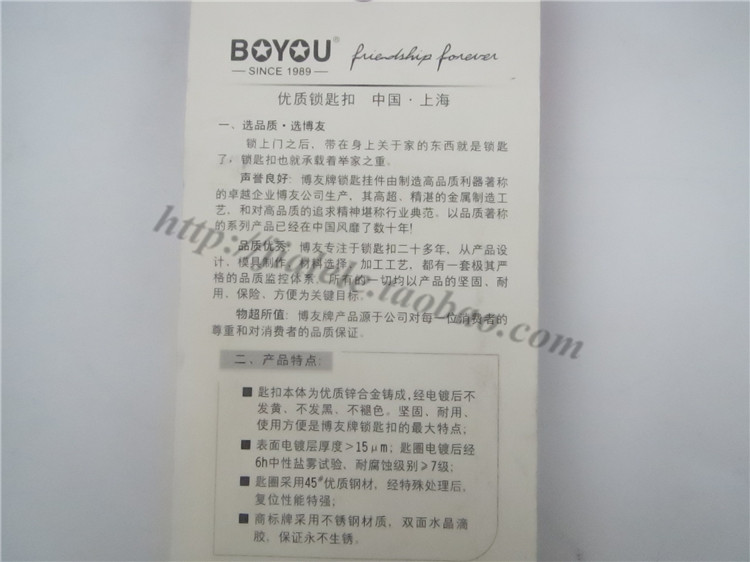 BOYOU® friendship forever
SINCE 1989
优质锁匙扣 中国·上海
一、选品质·选博友
锁上门之后，带在身上关于家的东西就是锁匙
了，锁匙扣也就承载着举家之重。
声誉良好：博友牌锁匙挂件由制造高品质利器著称
的卓越企业博友公司生产，其高超、精湛的金属制造工
艺，和对高品质的追求精神堪称行业典范。以品质著称
的系列产品已经在中国风靡了数十年!
品质优秀：博友专注于锁匙扣二十多年，从产品设
计、模具制作、材料选择、加工工艺，都有一套极其严
格的品质监控体系，所有的一切均以产品的坚固、耐
用、保险、方便为关键目标。
物超所值：博友牌产品源于公司对每一位消费者的
尊重和对消费者的品质保证。
二、产品特点:
■ 匙扣本体为优质锌合金铸成,经电镀后不
发黄、不发黑、不褪色。坚固、耐用、
使用方便是博友牌锁匙扣的最大特点;
■ 表面电镀层厚度>15μm; 匙圈电镀后经
6h中性盐雾试验，耐腐蚀级别≥7级;
■ 匙圈采用45#优质钢材，经特殊处理后,
复位性能特强;
■ 商标牌采用不锈钢材质，双面水晶滴
胶，保证永不生锈。